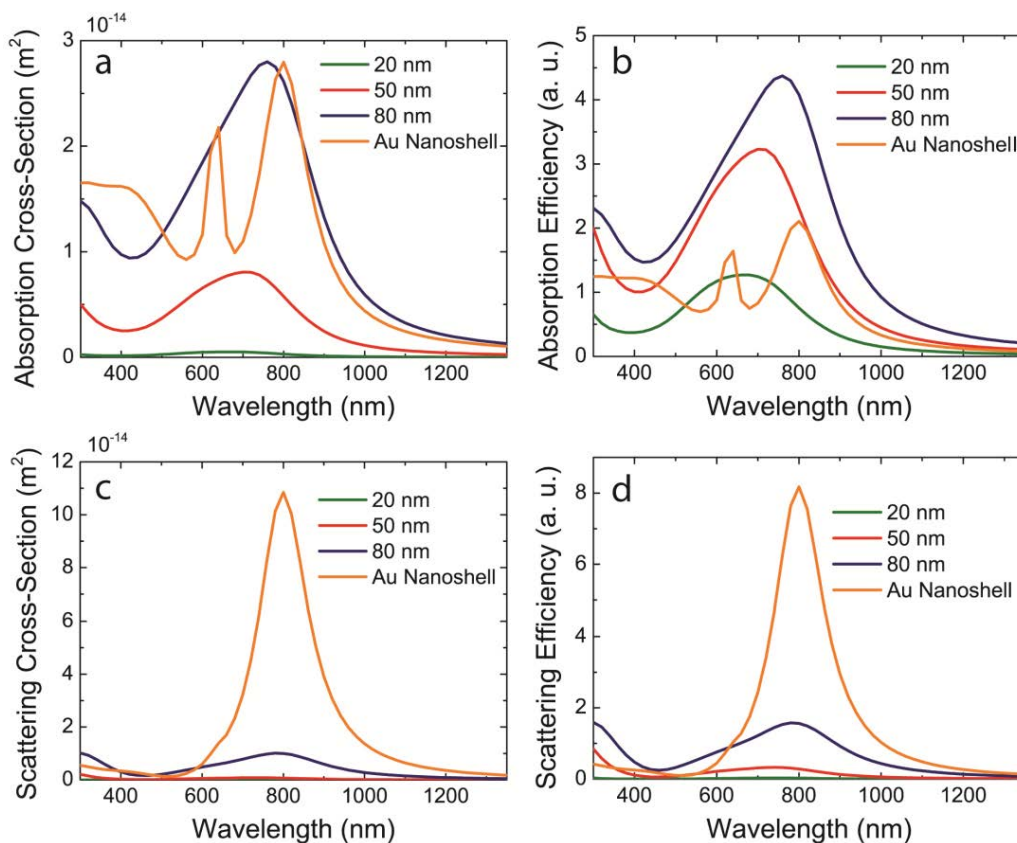 10⁻¹⁴
a
20 nm
50 nm
80 nm
Au Nanoshell
3
2
1
0
400 600 800 1000 1200
Absorption Cross-Section (m²)
Wavelength (nm)
b
20 nm
50 nm
80 nm
Au Nanoshell
5
4
3
2
1
0
400 600 800 1000 1200
Absorption Efficiency (a. u.)
Wavelength (nm)
10⁻¹⁴
c
20 nm
50 nm
80 nm
Au Nanoshell
12
10
8
6
4
2
0
400 600 800 1000 1200
Scattering Cross-Section (m²)
Wavelength (nm)
d
20 nm
50 nm
80 nm
Au Nanoshell
8
6
4
2
0
400 600 800 1000 1200
Scattering Efficiency (a. u.)
Wavelength (nm)